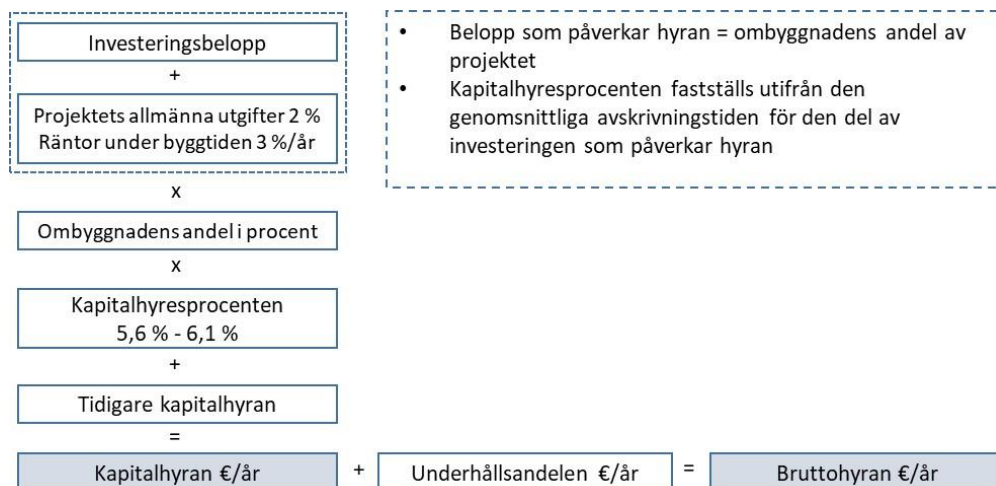 Investeringsbelopp
+
Projektets allmänna utgifter 2 %
Räntor under byggtiden 3 %/år
x
Ombyggnadens andel i procent
x
Kapitalhyresprocenten
5,6 % - 6,1 %
+
Tidigare kapitalhyran
=
Kapitalhyran €/år + Underhållsandelen €/år = Bruttohyran €/år
• Belopp som påverkar hyran = ombyggnadens andel av
projektet
• Kapitalhyresprocenten fastställs utifrån den
genomsnittliga avskrivningstiden för den del av
investeringen som påverkar hyran